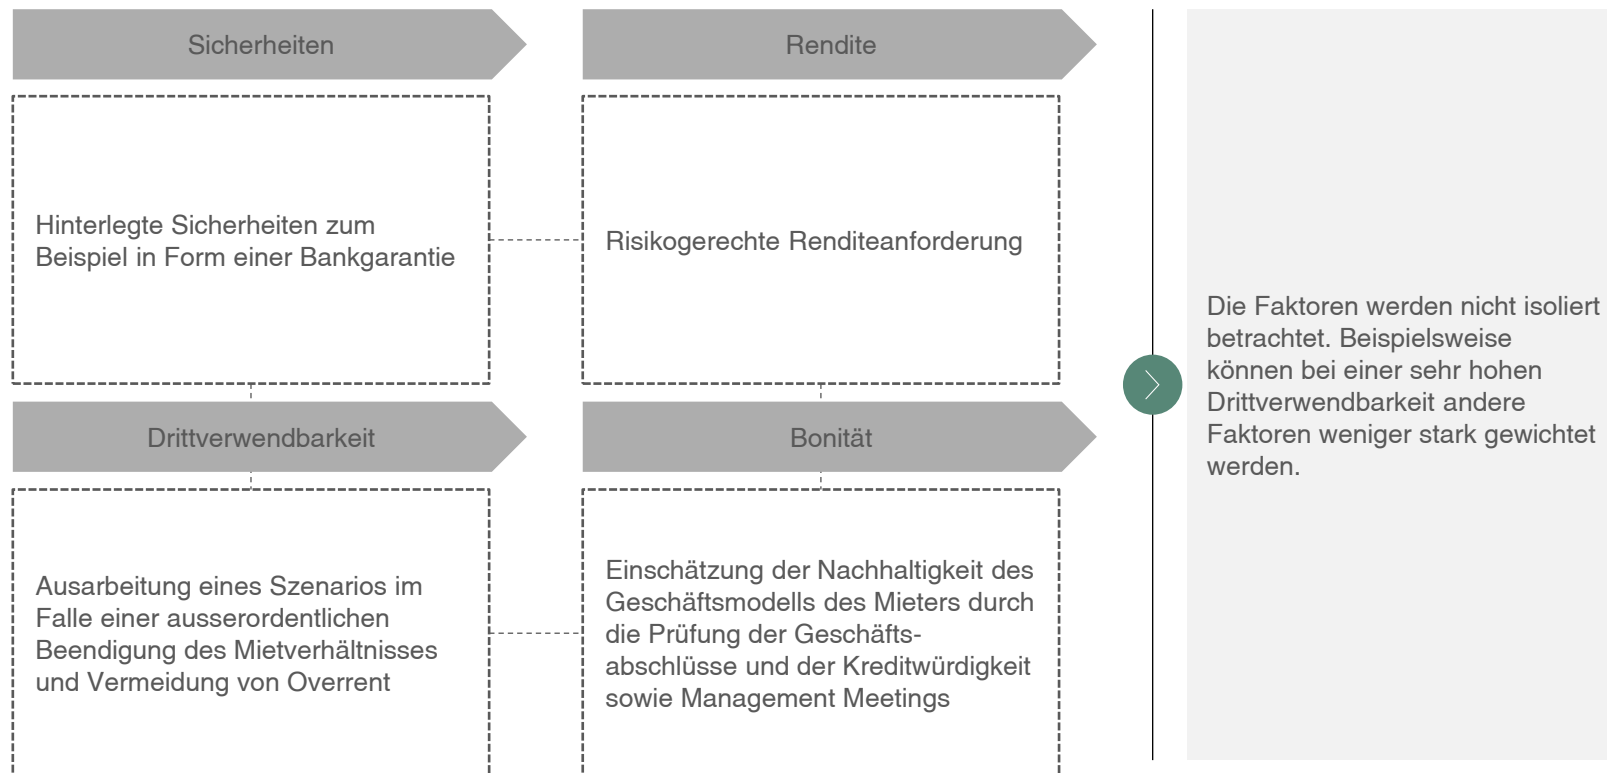 Sicherheiten
Hinterlegte Sicherheiten zum
Beispiel in Form einer Bankgarantie
Rendite
Risikogerechte Renditeanforderung
Drittverwendbarkeit
Ausarbeitung eines Szenarios im
Falle einer ausserordentlichen
Beendigung des Mietverhältnisses
und Vermeidung von Overrent
Bonität
Einschätzung der Nachhaltigkeit des
Geschäftsmodells des Mieters durch
die Prüfung der Geschäfts-
abschlüsse und der Kreditwürdigkeit
sowie Management Meetings
Die Faktoren werden nicht isoliert
betrachtet. Beispielsweise
können bei einer sehr hohen
Drittverwendbarkeit andere
Faktoren weniger stark gewichtet
werden.